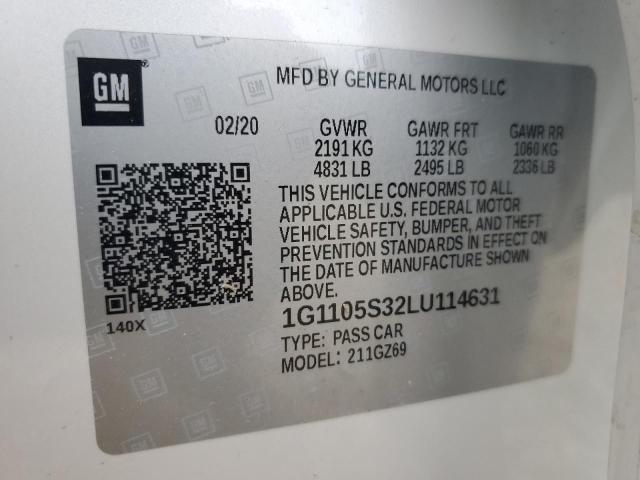 GM
MFD BY GENERAL MOTORS LLC
02/20 GVWR GAWR FRT GAWR RR
2191 KG 1132 KG 1060 KG
4831 LB 2495 LB 2336 LB
THIS VEHICLE CONFORMS TO ALL
APPLICABLE U.S. FEDERAL MOTOR
VEHICLE SAFETY, BUMPER, AND THEFT
PREVENTION STANDARDS IN EFFECT ON
THE DATE OF MANUFACTURE SHOWN
ABOVE.
140X
1G1105S32LU114631
TYPE: PASS CAR
MODEL: 211GZ69